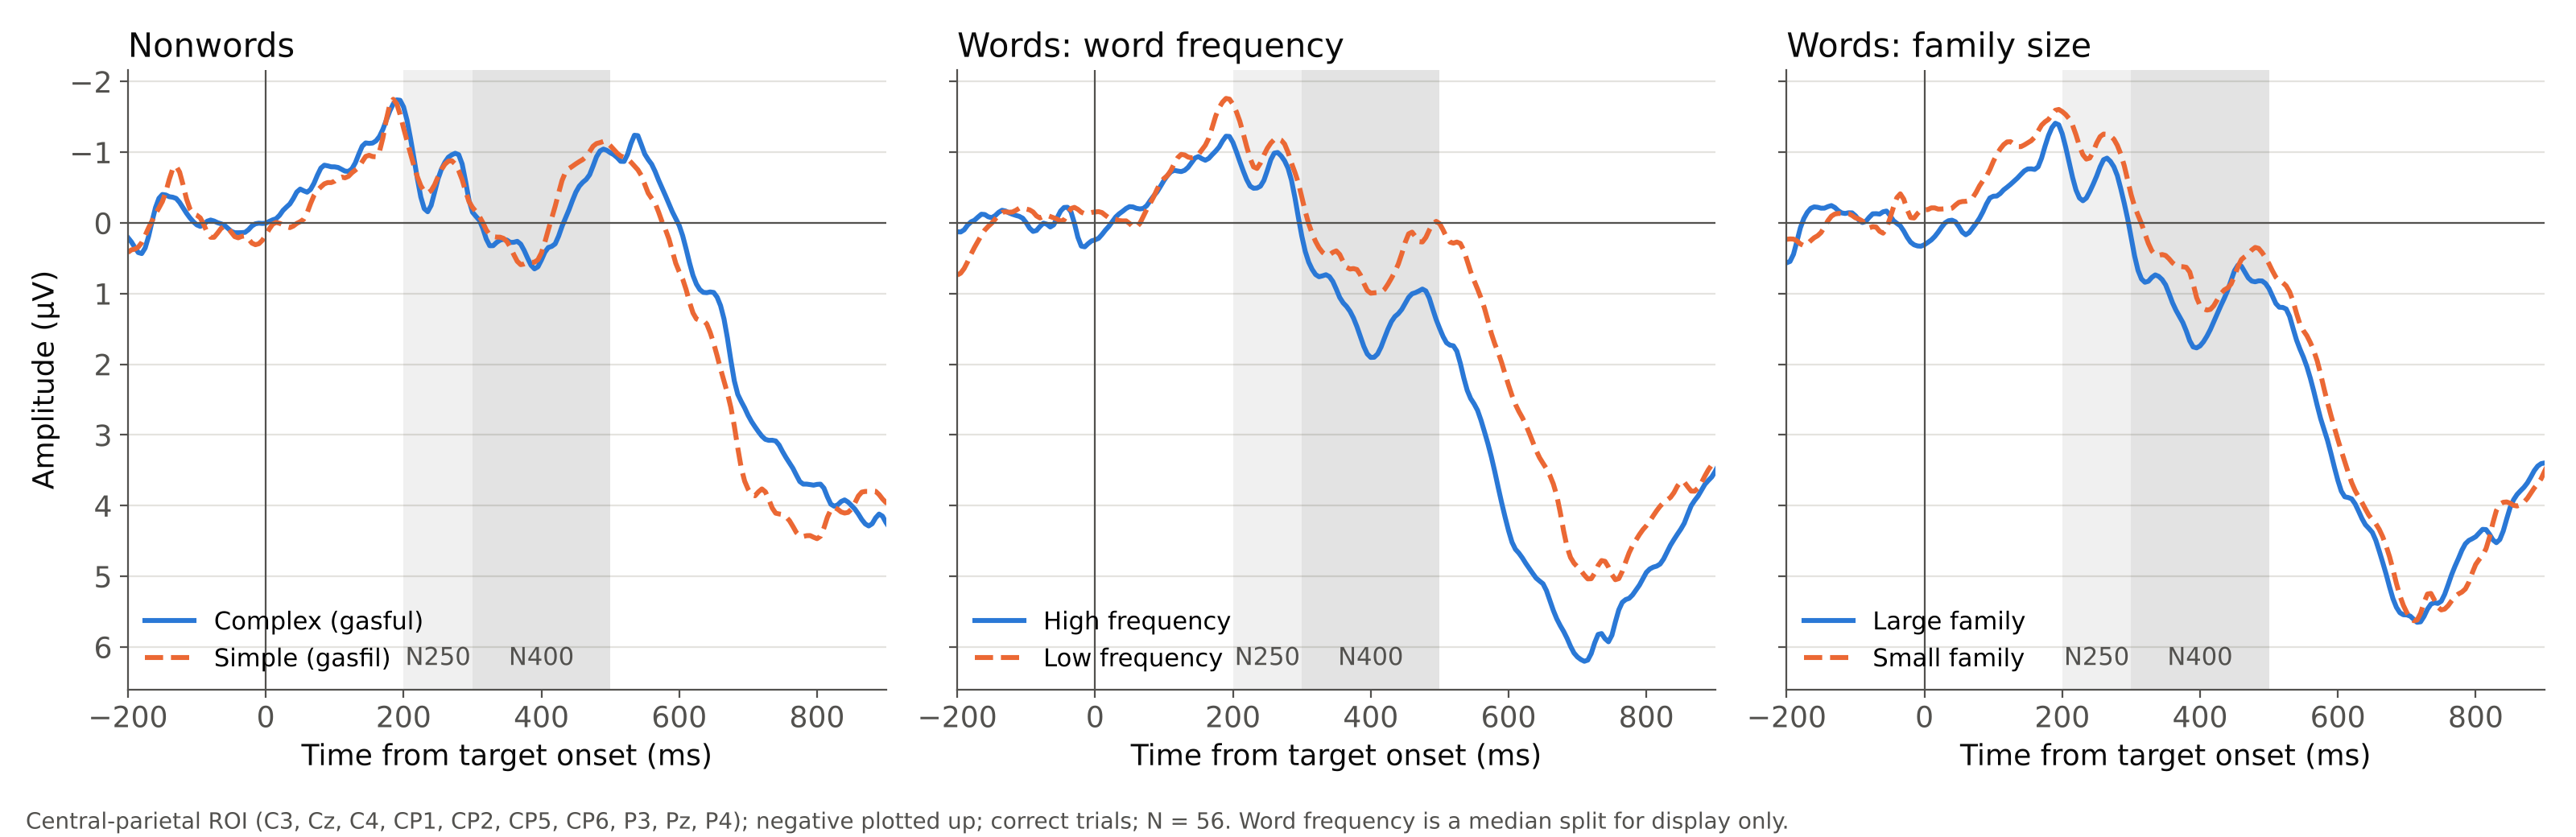 Nonwords
Words: word frequency
Words: family size
−2
−1
0
1
2
3
4
5
6
Amplitude (µV)
Complex (gasful)
Simple (gasfil)
N250
N400
High frequency
Low frequency
N250
N400
Large family
Small family
N250
N400
−200 0 200 400 600 800
−200 0 200 400 600 800
−200 0 200 400 600 800
Time from target onset (ms)
Time from target onset (ms)
Time from target onset (ms)
Central-parietal ROI (C3, Cz, C4, CP1, CP2, CP5, CP6, P3, Pz, P4); negative plotted up; correct trials; N = 56. Word frequency is a median split for display only.